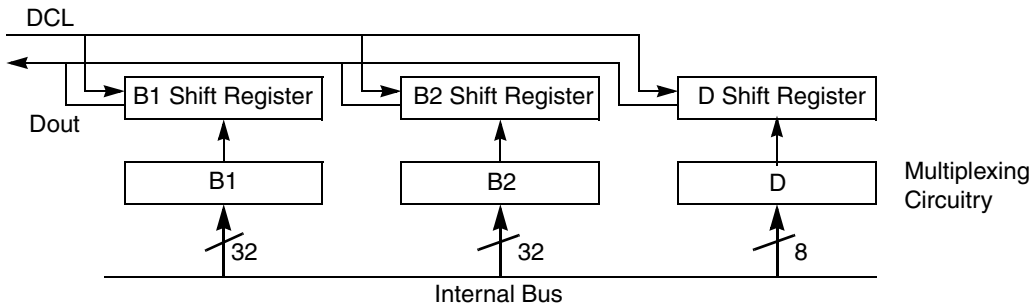 DCL
B1 Shift Register
B2 Shift Register
D Shift Register
Dout
B1
B2
D
Multiplexing
Circuitry
32
32
8
Internal Bus